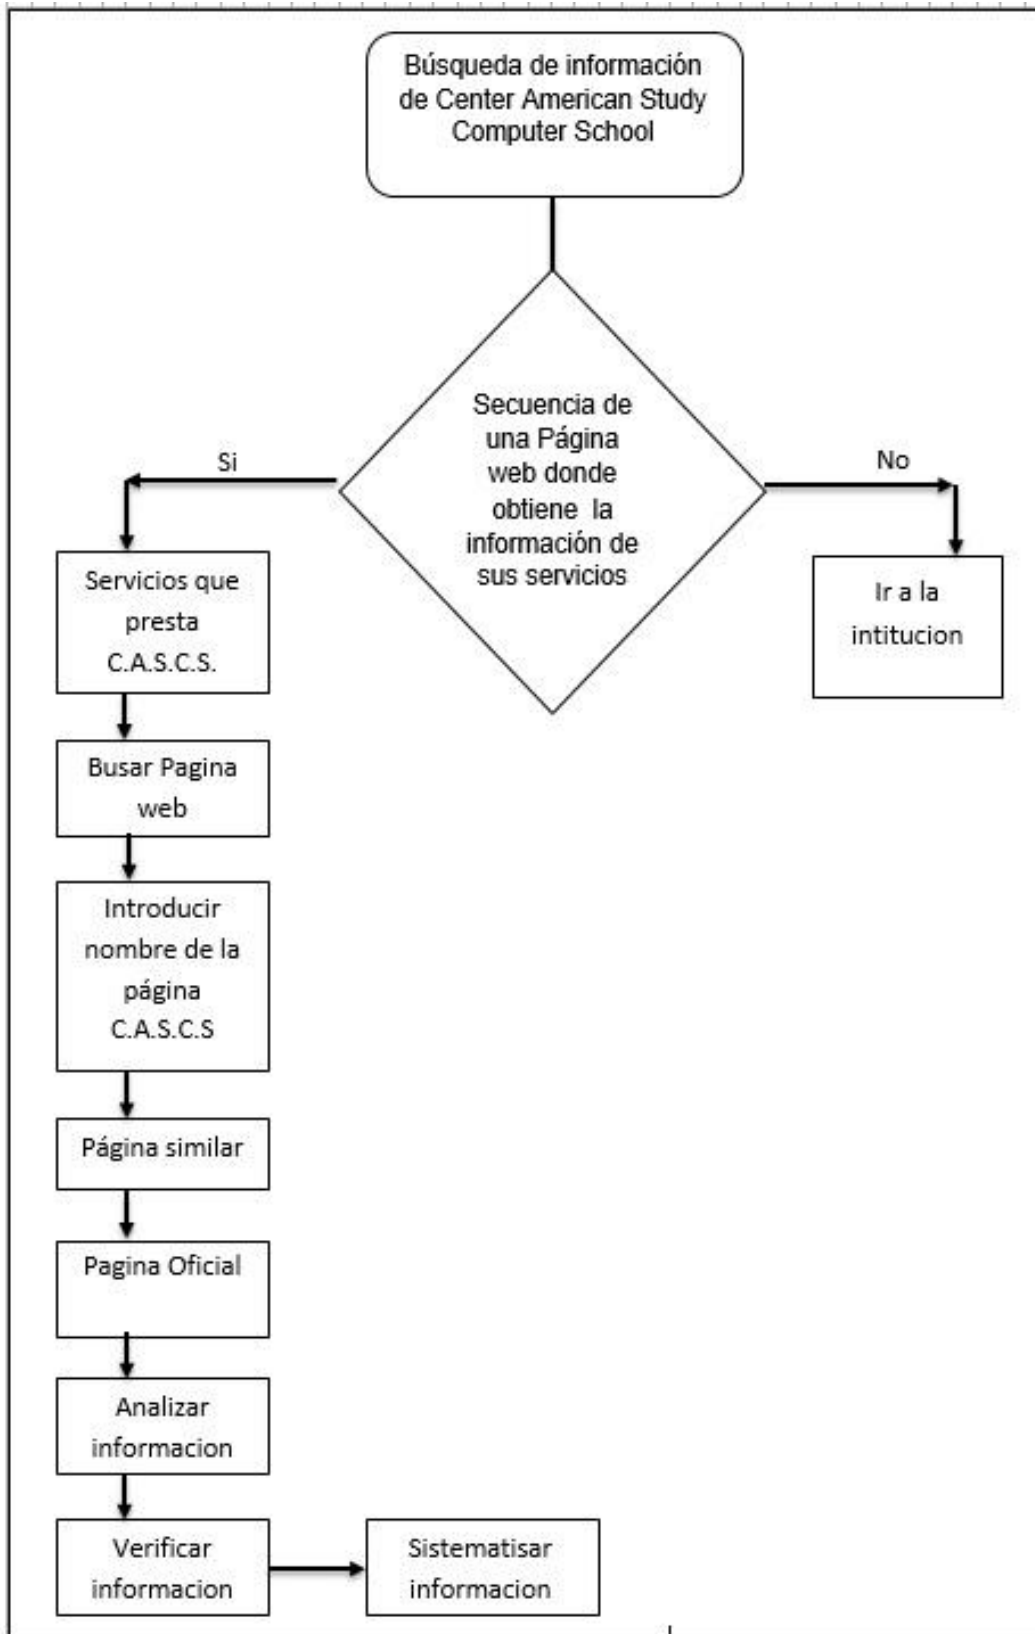 Búsqueda de información
de Center American Study
Computer School
Secuencia de
una Página
web donde
obtiene la
información de
sus servicios
Si
No
Servicios que
presta
C.A.S.C.S.
Ir a la
intitucion
Busar Pagina
web
Introducir
nombre de la
página
C.A.S.C.S
Página similar
Pagina Oficial
Analizar
informacion
Verificar
informacion
Sistematisar
informacion